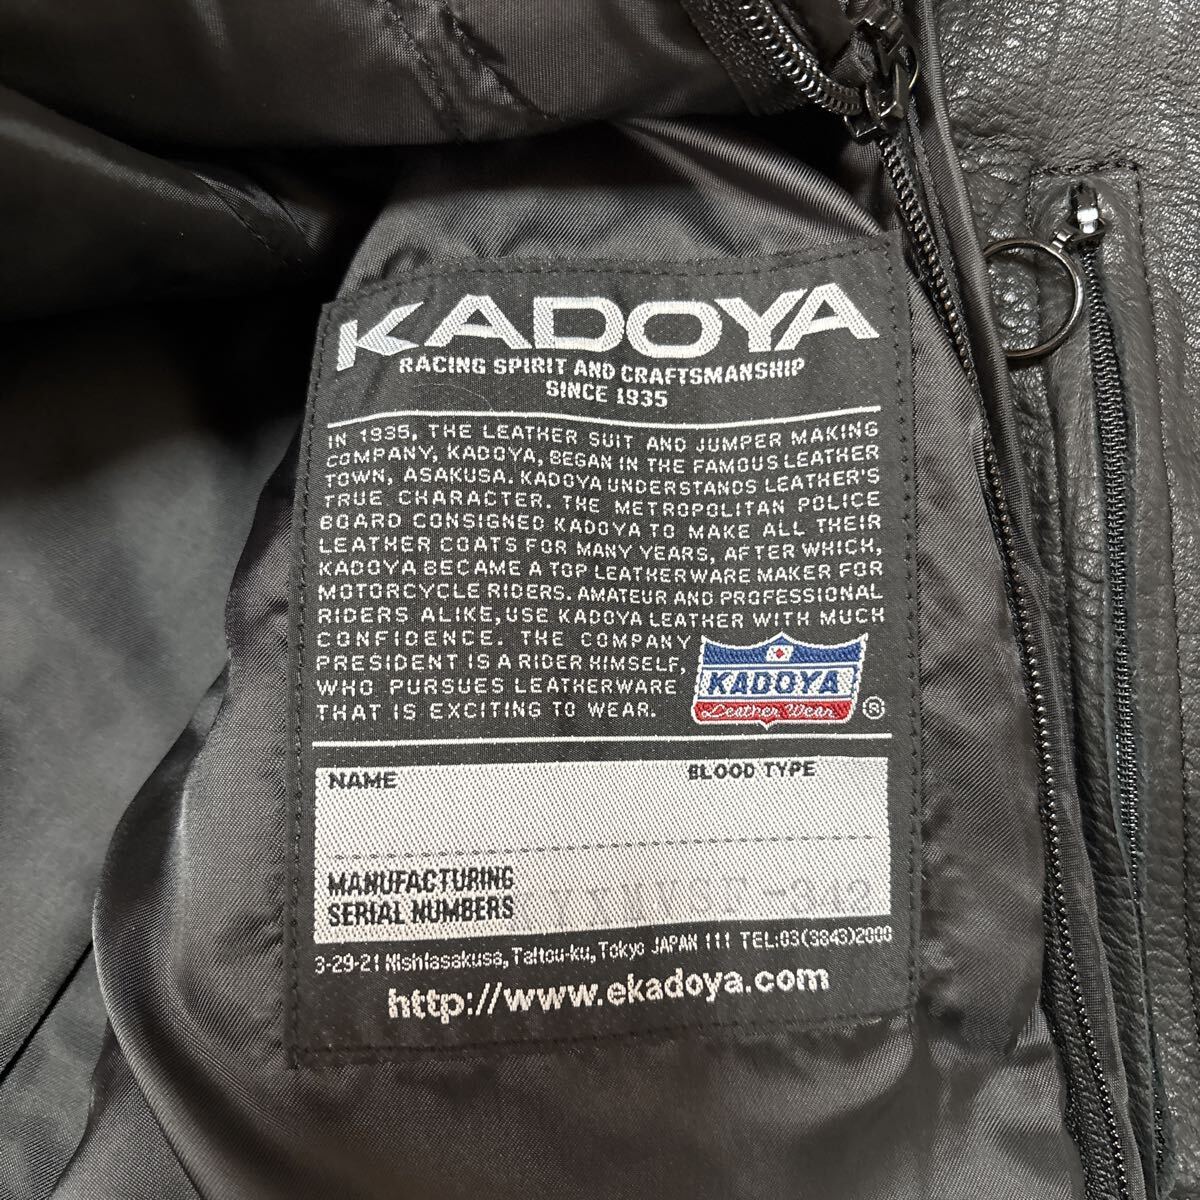 KADOYA
RACING SPIRIT AND CRAFTSMANSHIP
SINCE 1935
IN 1935, THE LEATHER SUIT AND JUMPER MAKING
COMPANY, KADOYA, BEGAN IN THE FAMOUS LEATHER
TOWN, ASAKUSA. KADOYA UNDERSTANDS LEATHER'S
TRUE CHARACTER. THE METROPOLITAN POLICE
BOARD CONSIGNED KADOYA TO MAKE ALL THEIR
LEATHER COATS FOR MANY YEARS, AFTER WHICH,
KADOYA BECAME A TOP LEATHERWARE MAKER FOR
MOTORCYCLE RIDERS. AMATEUR AND PROFESSIONAL
RIDERS ALIKE, USE KADOYA LEATHER WITH MUCH
CONFIDENCE. THE COMPANY
PRESIDENT IS A RIDER HIMSELF,
WHO PURSUES LEATHERWARE
THAT IS EXCITING TO WEAR.
KADOYA
Leather Wear
®
NAME BLOOD TYPE
MANUFACTURING
SERIAL NUMBERS
3-29-21 Nishiasakusa, Taitou-ku, Tokyo JAPAN 111 TEL:03(3843)2000
http://www.ekadoya.com